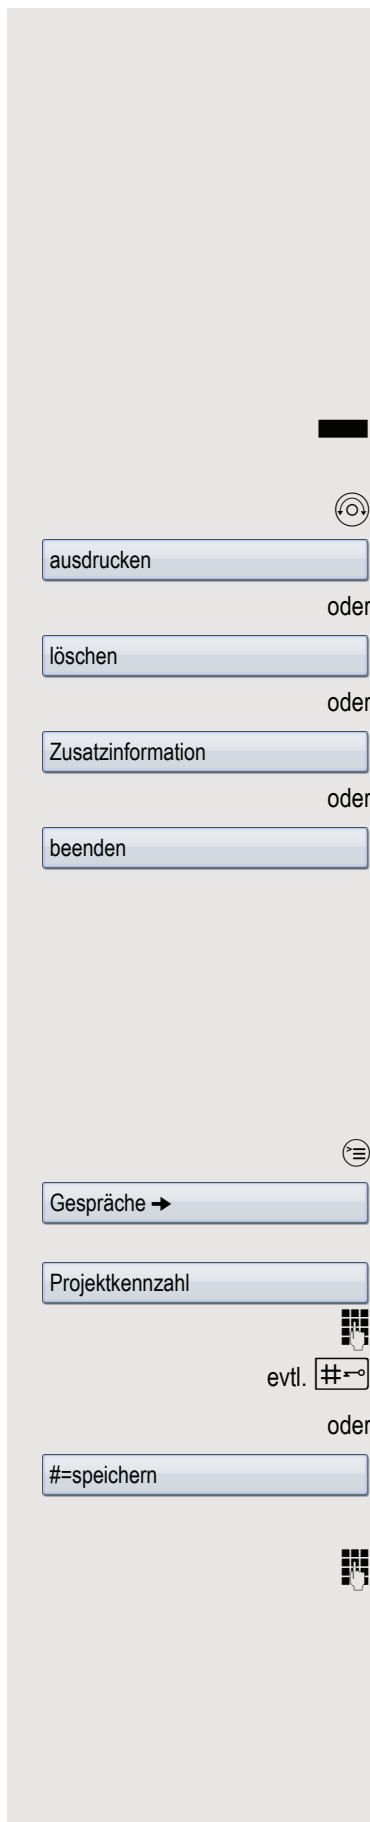 ausdrucken
oder
löschen
oder
Zusatzinformation
oder
beenden
Gespräche →
Projektkennzahl
evtl. #
oder
#=speichern